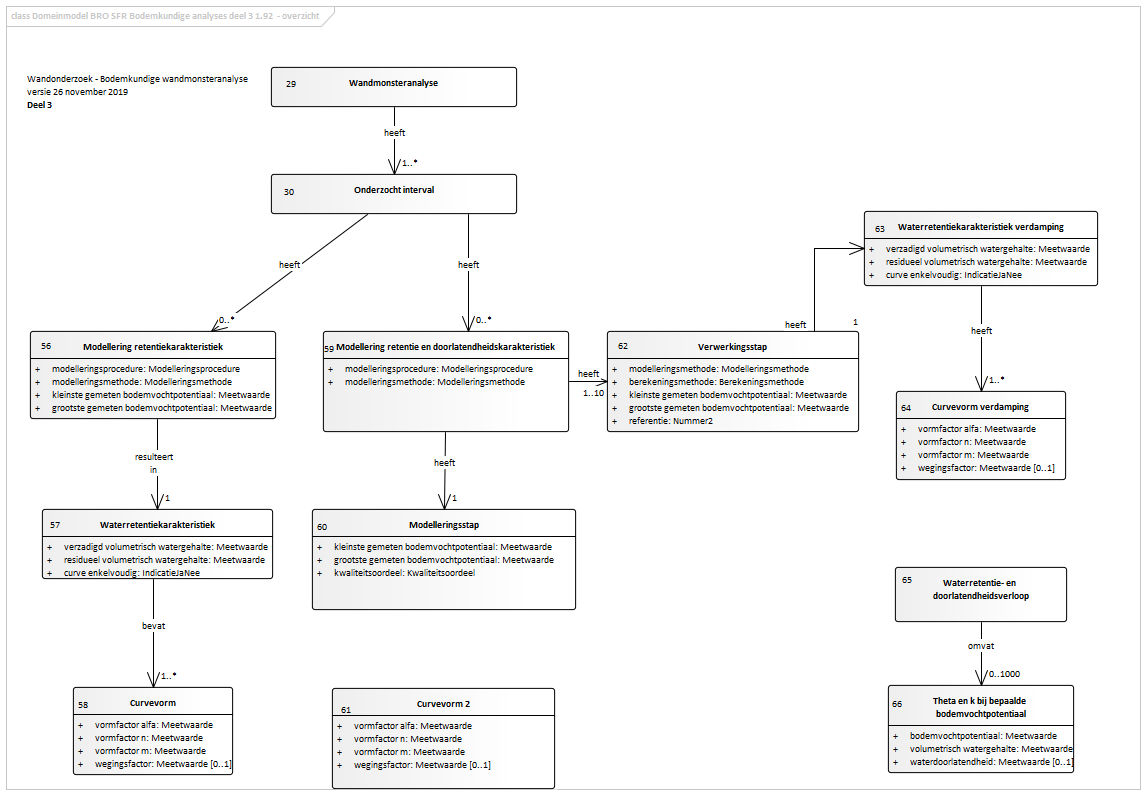 class Domeinmodel BRO SFR Bodemkundige analyses deel 3 1.92 - overzicht
Wandonderzoek - Bodemkundige wandmonsteranalyse
versie 26 november 2019
Deel 3
29 Wandmonsteranalyse
heeft
1..*
30 Onderzocht interval
heeft
0..*
heeft
0..*
56 Modellering retentiekarakteristiek
+ modelleringsprocedure: Modelleringsprocedure
+ modelleringsmethode: Modelleringsmethode
+ kleinste gemeten bodemvochtpotentiaal: Meetwaarde
+ grootste gemeten bodemvochtpotentiaal: Meetwaarde
59 Modellering retentie en doorlatendheidskarakteristiek
+ modelleringsprocedure: Modelleringsprocedure
+ modelleringsmethode: Modelleringsmethode
heeft
1..10
62 Verwerkingsstap
+ modelleringsmethode: Modelleringsmethode
+ berekeningsmethode: Berekeningsmethode
+ kleinste gemeten bodemvochtpotentiaal: Meetwaarde
+ grootste gemeten bodemvochtpotentiaal: Meetwaarde
+ referentie: Nummer2
heeft
1
63 Waterretentiekarakteristiek verdamping
+ verzadigd volumetrisch watergehalte: Meetwaarde
+ residueel volumetrisch watergehalte: Meetwaarde
+ curve enkelvoudig: IndicatieJaNee
heeft
1..*
64 Curvevorm verdamping
+ vormfactor alfa: Meetwaarde
+ vormfactor n: Meetwaarde
+ vormfactor m: Meetwaarde
+ wegingsfactor: Meetwaarde [0..1]
resulteert
in
1
57 Waterretentiekarakteristiek
+ verzadigd volumetrisch watergehalte: Meetwaarde
+ residueel volumetrisch watergehalte: Meetwaarde
+ curve enkelvoudig: IndicatieJaNee
heeft
1
60 Modelleringsstap
+ kleinste gemeten bodemvochtpotentiaal: Meetwaarde
+ grootste gemeten bodemvochtpotentiaal: Meetwaarde
+ kwaliteitsoordeel: Kwaliteitsoordeel
bevat
1..*
58 Curvevorm
+ vormfactor alfa: Meetwaarde
+ vormfactor n: Meetwaarde
+ vormfactor m: Meetwaarde
+ wegingsfactor: Meetwaarde [0..1]
61 Curvevorm 2
+ vormfactor alfa: Meetwaarde
+ vormfactor n: Meetwaarde
+ vormfactor m: Meetwaarde
+ wegingsfactor: Meetwaarde [0..1]
65 Waterretentie- en
doorlatendheidsverloop
omvat
0..1000
66 Theta en k bij bepaalde
bodemvochtpotentiaal
+ bodemvochtpotentiaal: Meetwaarde
+ volumetrisch watergehalte: Meetwaarde
+ waterdoorlatendheid: Meetwaarde [0..1]